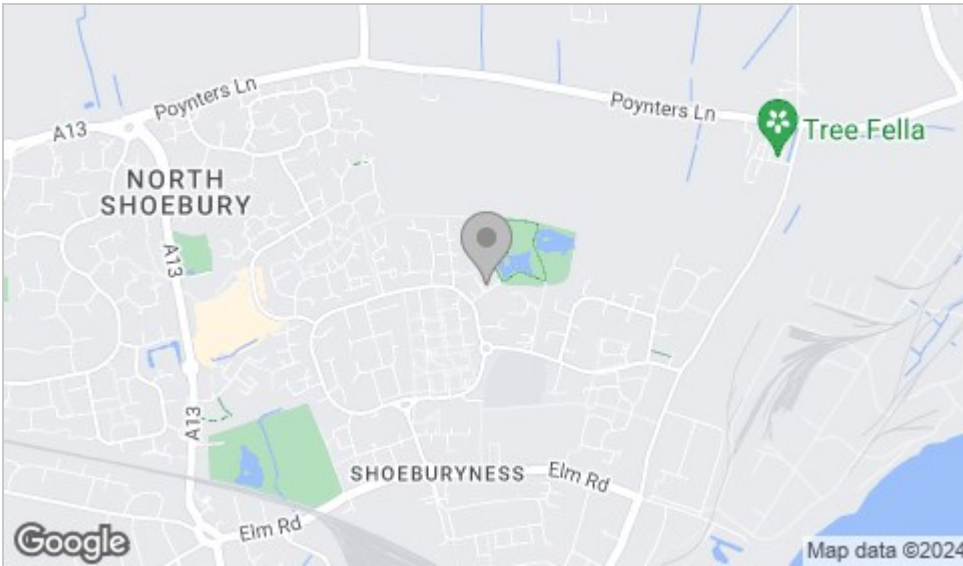 Poynters Ln
Poynters Ln
A13
Tree Fella
NORTH
SHOEBURY
A13
A13
SHOEBURYNESS
Elm Rd
Elm Rd
Google
Map data ©2024